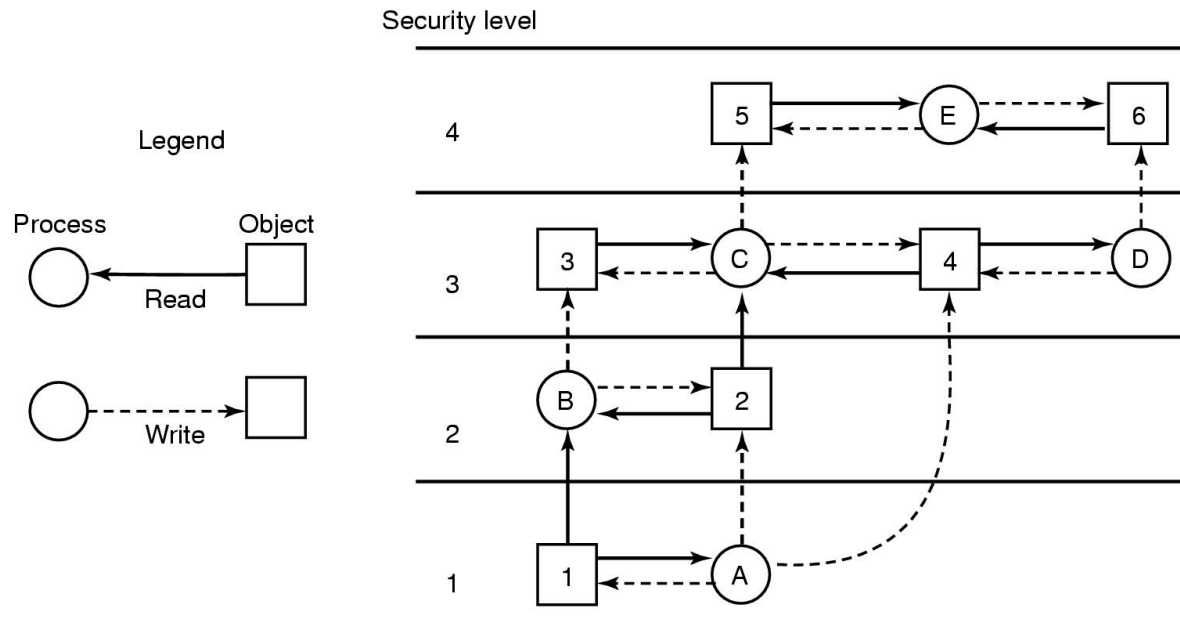 Security level
Legend
Process Object
Read
Write
4
5 E 6
3
3 C 4 D
2
B 2
1
1 A